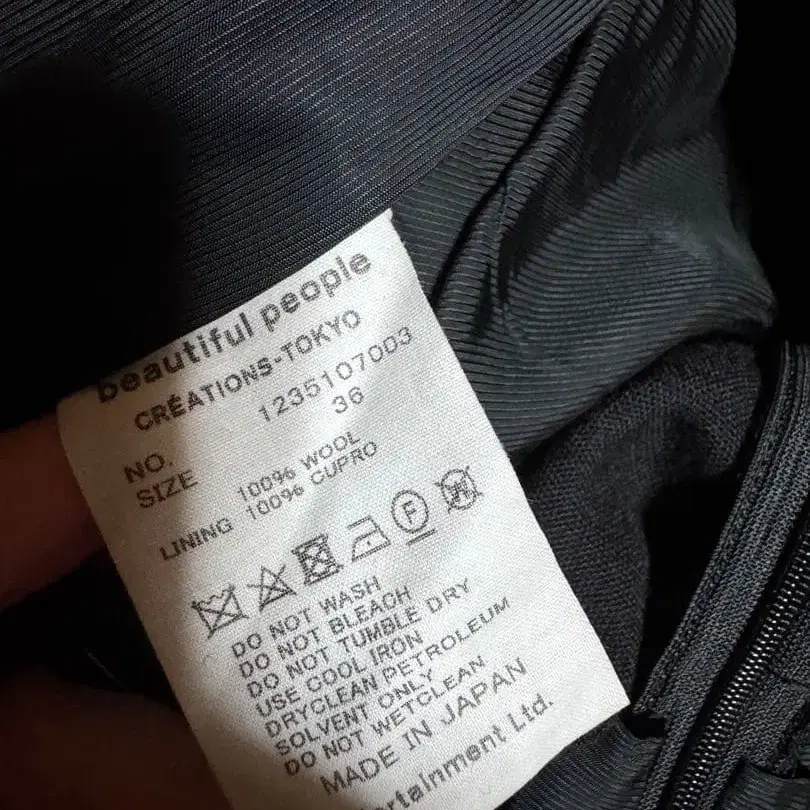 beautiful people
CRÉATIONS-TOKYO
NO. 1235107003
SIZE 36
100% WOOL
LINING 100% CUPRO
F
DO NOT WASH
DO NOT BLEACH
DO NOT TUMBLE DRY
USE COOL IRON
DRYCLEAN PETROLEUM
SOLVENT ONLY
DO NOT WETCLEAN
MADE IN JAPAN
Ltd.